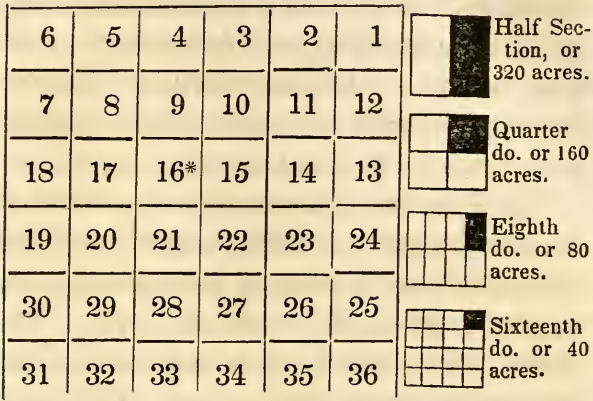 6 5 4 3 2 1
7 8 9 10 11 12
18 17 16* 15 14 13
19 20 21 22 23 24
30 29 28 27 26 25
31 32 33 34 35 36
Half Sec-
tion, or
320 acres.
Quarter
do. or 160
acres.
Eighth
do. or 80
acres.
Sixteenth
do. or 40
acres.